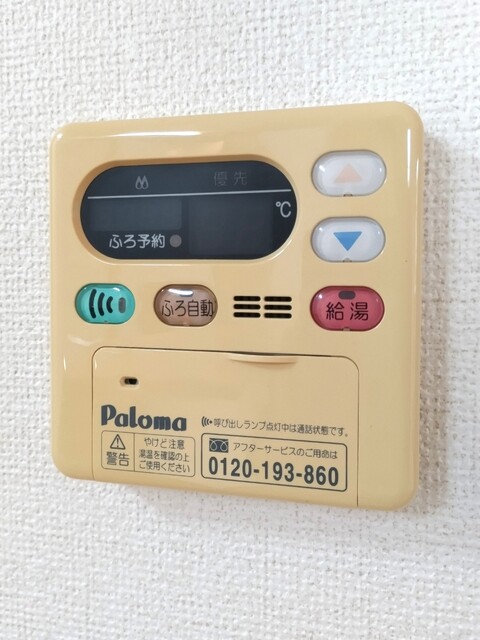 優先
℃
ふろ予約
ふろ自動
給湯
Paloma
呼び出しランプ点灯中は通話状態です。
警告
やけど注意
湯温を確認の上
ご使用ください
アフターサービスのご用命は
0120-193-860